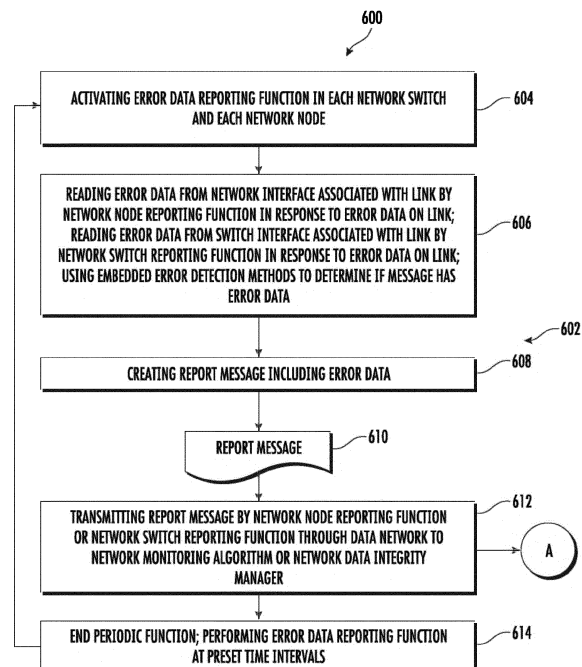 600
ACTIVATING ERROR DATA REPORTING FUNCTION IN EACH NETWORK SWITCH
AND EACH NETWORK NODE
604
READING ERROR DATA FROM NETWORK INTERFACE ASSOCIATED WITH LINK BY
NETWORK NODE REPORTING FUNCTION IN RESPONSE TO ERROR DATA ON LINK;
READING ERROR DATA FROM SWITCH INTERFACE ASSOCIATED WITH LINK BY
NETWORK SWITCH REPORTING FUNCTION IN RESPONSE TO ERROR DATA ON LINK;
USING EMBEDDED ERROR DETECTION METHODS TO DETERMINE IF MESSAGE HAS
ERROR DATA
606
602
CREATING REPORT MESSAGE INCLUDING ERROR DATA
608
REPORT MESSAGE
610
TRANSMITTING REPORT MESSAGE BY NETWORK NODE REPORTING FUNCTION
OR NETWORK SWITCH REPORTING FUNCTION THROUGH DATA NETWORK TO
NETWORK MONITORING ALGORITHM OR NETWORK DATA INTEGRITY
MANAGER
612
A
END PERIODIC FUNCTION; PERFORMING ERROR DATA REPORTING FUNCTION
AT PRESET TIME INTERVALS
614